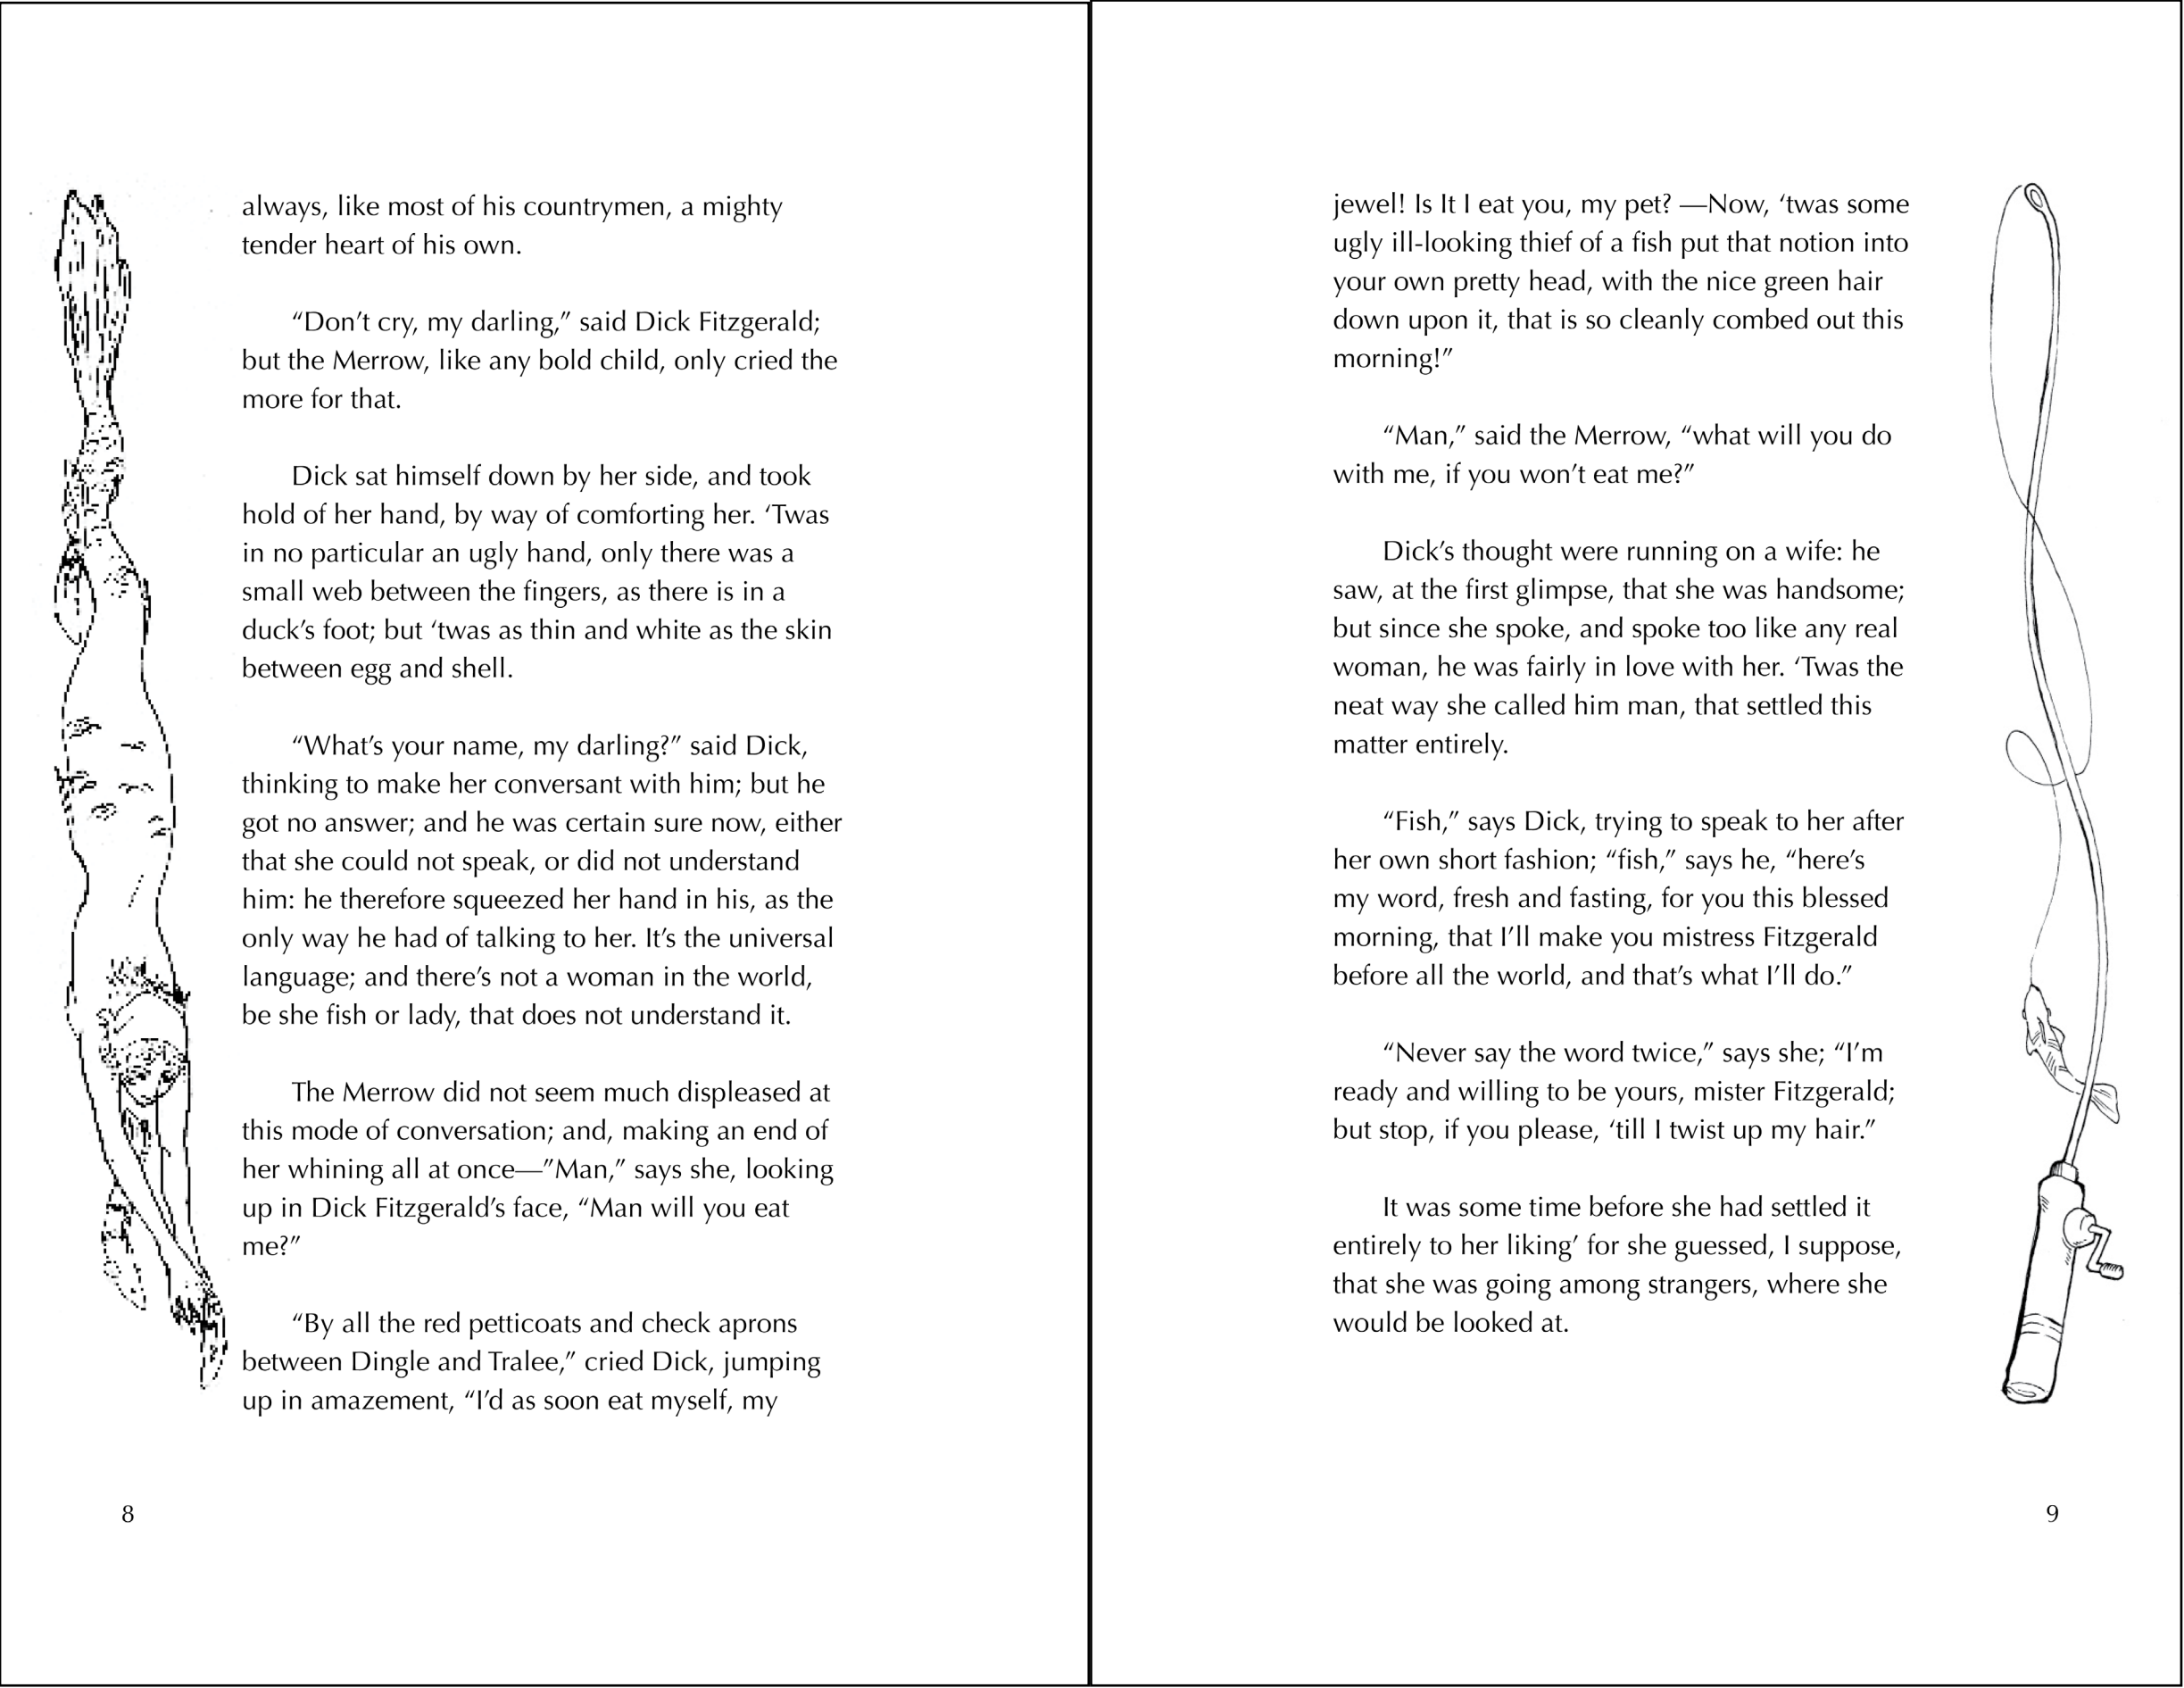 always, like most of his countrymen, a mighty
tender heart of his own.
“Don’t cry, my darling,” said Dick Fitzgerald;
but the Merrow, like any bold child, only cried the
more for that.
Dick sat himself down by her side, and took
hold of her hand, by way of comforting her. ‘Twas
in no particular an ugly hand, only there was a
small web between the fingers, as there is in a
duck’s foot; but ‘twas as thin and white as the skin
between egg and shell.
“What’s your name, my darling?” said Dick,
thinking to make her conversant with him; but he
got no answer; and he was certain sure now, either
that she could not speak, or did not understand
him: he therefore squeezed her hand in his, as the
only way he had of talking to her. It’s the universal
language; and there’s not a woman in the world,
be she fish or lady, that does not understand it.
The Merrow did not seem much displeased at
this mode of conversation; and, making an end of
her whining all at once—”Man,” says she, looking
up in Dick Fitzgerald’s face, “Man will you eat
me?”
“By all the red petticoats and check aprons
between Dingle and Tralee,” cried Dick, jumping
up in amazement, “I’d as soon eat myself, my
8
jewel! Is It I eat you, my pet? —Now, ‘twas some
ugly ill-looking thief of a fish put that notion into
your own pretty head, with the nice green hair
down upon it, that is so cleanly combed out this
morning!”
“Man,” said the Merrow, “what will you do
with me, if you won’t eat me?”
Dick’s thought were running on a wife: he
saw, at the first glimpse, that she was handsome;
but since she spoke, and spoke too like any real
woman, he was fairly in love with her. ‘Twas the
neat way she called him man, that settled this
matter entirely.
“Fish,” says Dick, trying to speak to her after
her own short fashion; “fish,” says he, “here’s
my word, fresh and fasting, for you this blessed
morning, that I’ll make you mistress Fitzgerald
before all the world, and that’s what I’ll do.”
“Never say the word twice,” says she; “I’m
ready and willing to be yours, mister Fitzgerald;
but stop, if you please, ‘till I twist up my hair.”
It was some time before she had settled it
entirely to her liking’ for she guessed, I suppose,
that she was going among strangers, where she
would be looked at.
9